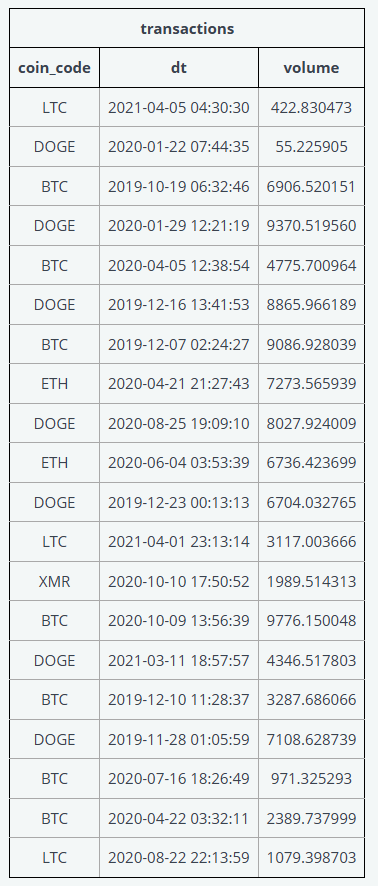 transactions
coin_code dt volume
LTC 2021-04-05 04:30:30 422.830473
DOGE 2020-01-22 07:44:35 55.225905
BTC 2019-10-19 06:32:46 6906.520151
DOGE 2020-01-29 12:21:19 9370.519560
BTC 2020-04-05 12:38:54 4775.700964
DOGE 2019-12-16 13:41:53 8865.966189
BTC 2019-12-07 02:24:27 9086.928039
ETH 2020-04-21 21:27:43 7273.565939
DOGE 2020-08-25 19:09:10 8027.924009
ETH 2020-06-04 03:53:39 6736.423699
DOGE 2019-12-23 00:13:13 6704.032765
LTC 2021-04-01 23:13:14 3117.003666
XMR 2020-10-10 17:50:52 1989.514313
BTC 2020-10-09 13:56:39 9776.150048
DOGE 2021-03-11 18:57:57 4346.517803
BTC 2019-12-10 11:28:37 3287.686066
DOGE 2019-11-28 01:05:59 7108.628739
BTC 2020-07-16 18:26:49 971.325293
BTC 2020-04-22 03:32:11 2389.737999
LTC 2020-08-22 22:13:59 1079.398703